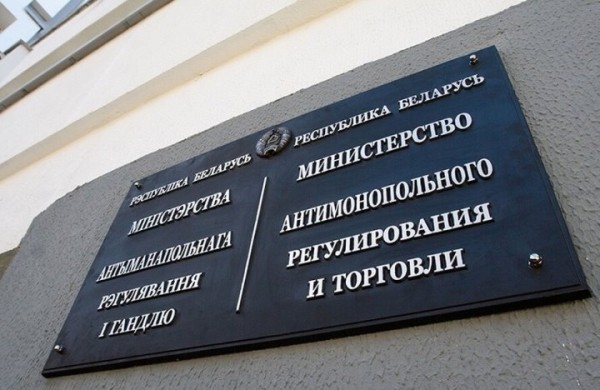 РЭСПУБЛІКА БЕЛАРУСЬ
МІНІСТЭРСТВА
АНТЫМАНАПОЛЬНАГА
РЭГУЛЯВАННЯ
І ГАНДЛЮ
РЕСПУБЛИКА БЕЛАРУСЬ
МИНИСТЕРСТВО
АНТИМОНОПОЛЬНОГО
РЕГУЛИРОВАНИЯ
И ТОРГОВЛИ